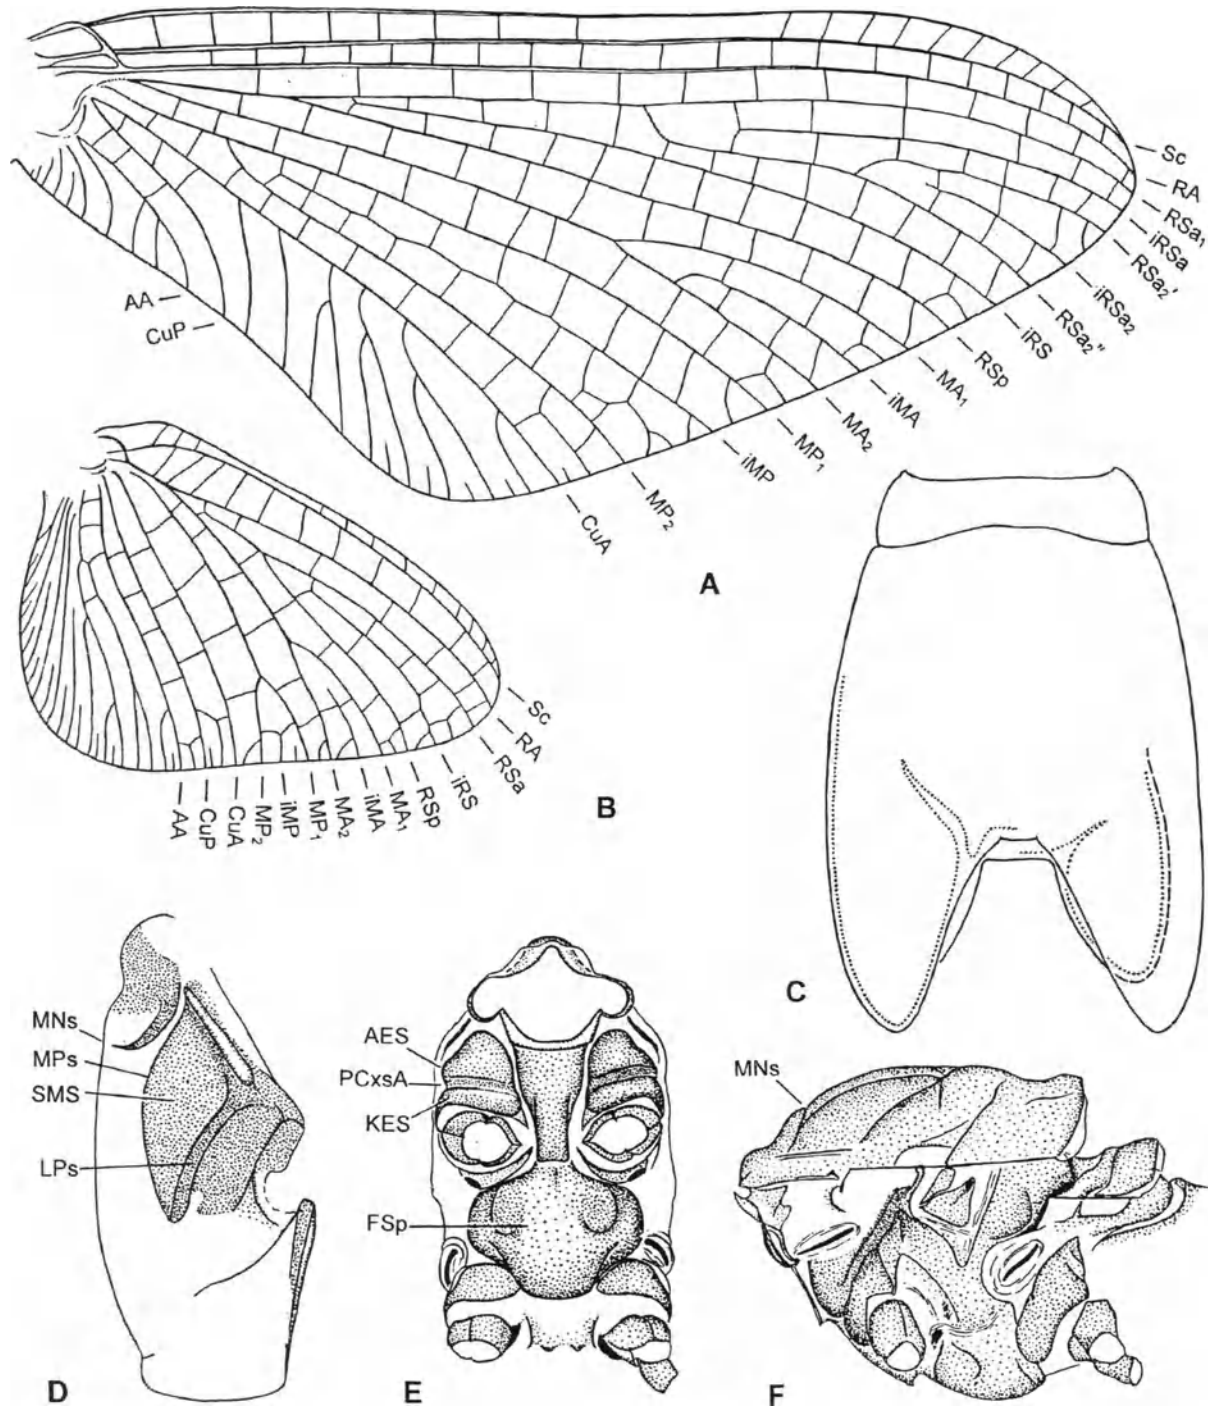 Sc
RA
RSa₁
iRSa
RSa₂'
iRSa₂
RSa₂"
iRS
RSp
MA₁
iMA
MA₂
MP₁
iMP
MP₂
CuA
AA
CuP
A
Sc
RA
RSa
iRS
RSp
MA₁
iMA
MA₂
MP₁
iMP
MP₂
CuA
CuP
AA
B
C
MNs
MPs
SMS
LPs
D
AES
PCxsA
KES
FSp
E
MNs
F